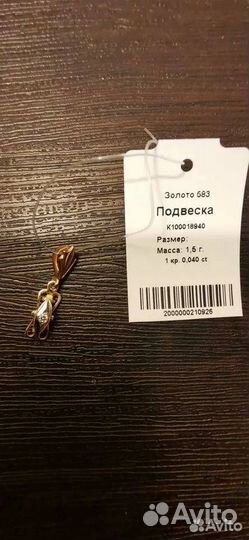 Золото 583
Подвеска
К100018940
Размер:
Масса: 1,5 г.
1 кр. 0,040 ct
2000000210926
Avito